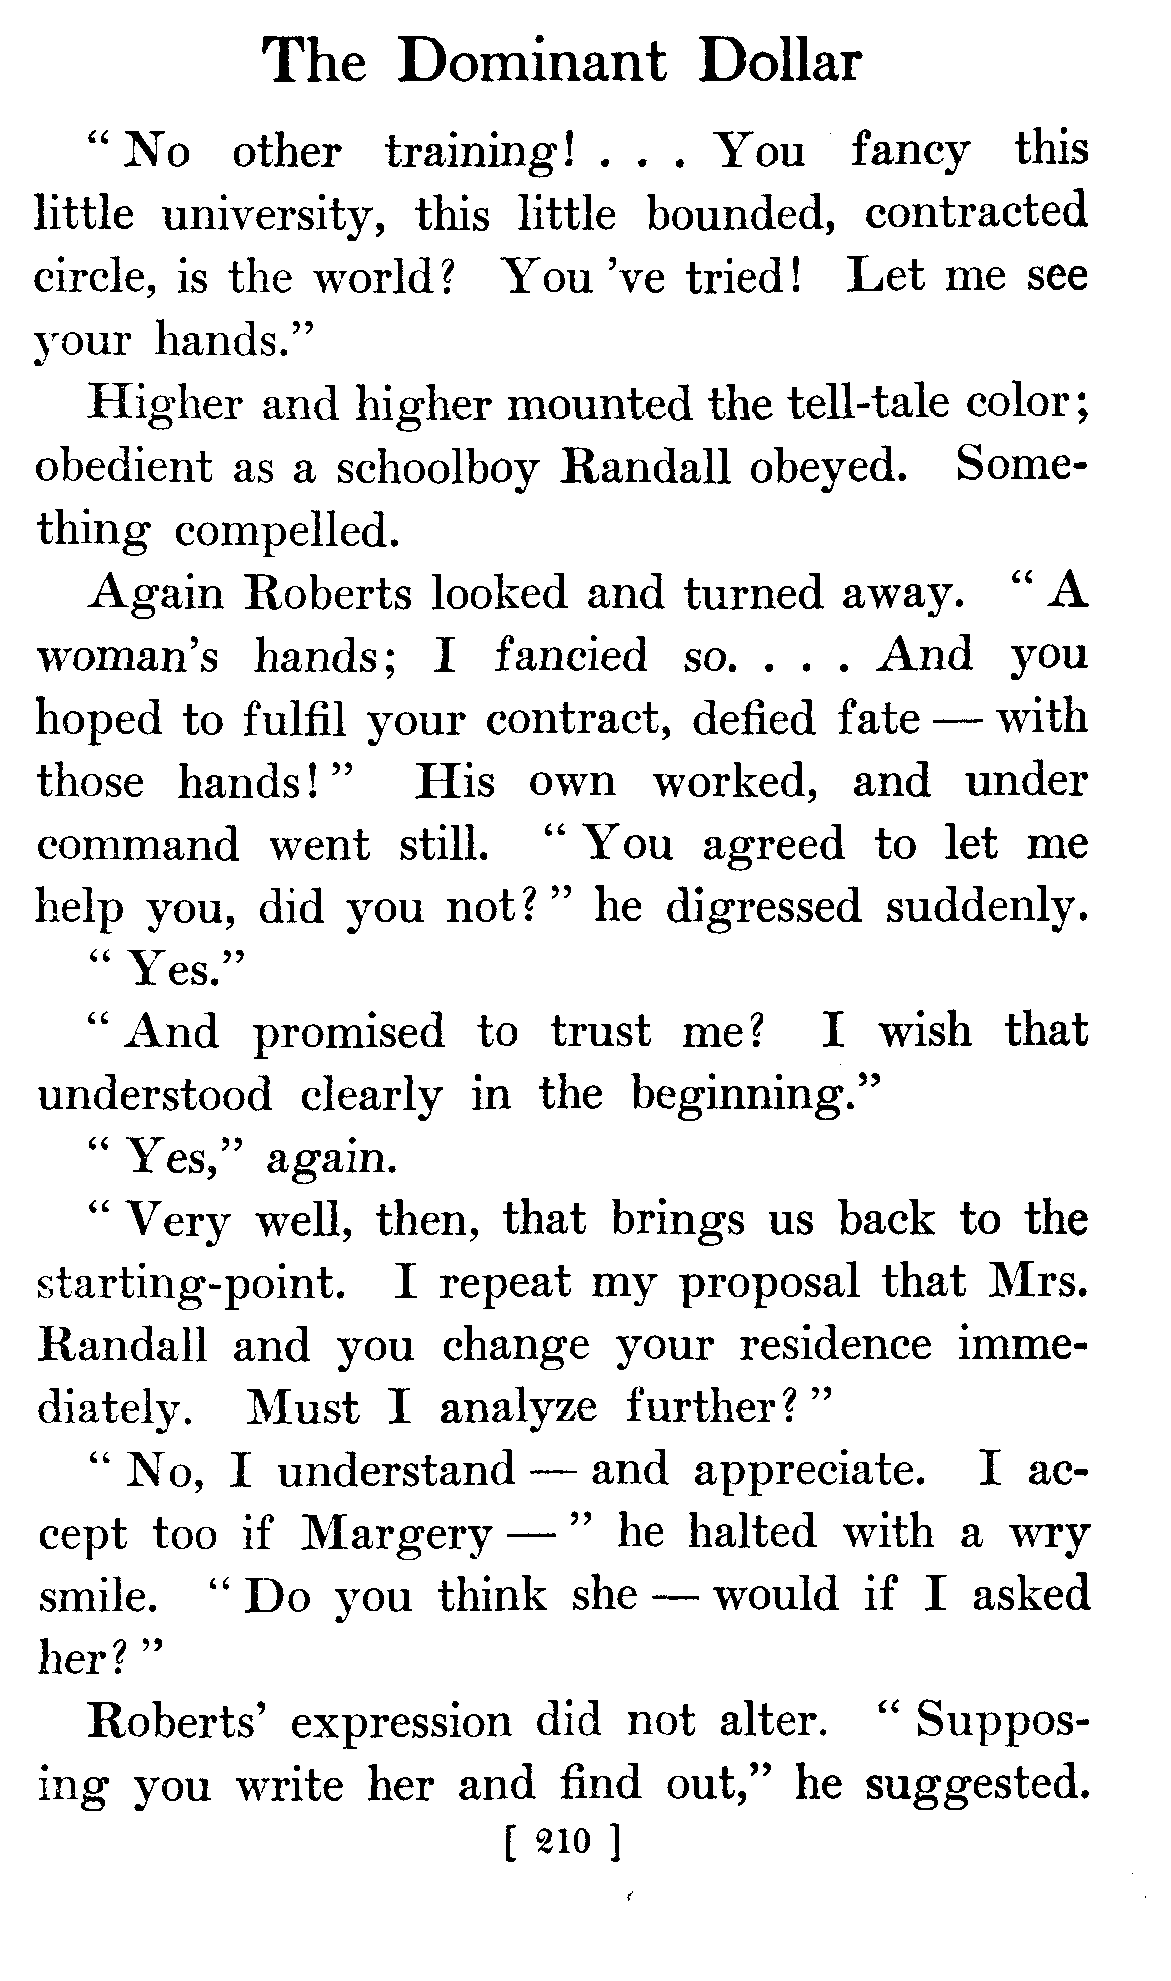 The Dominant Dollar
“ No other training! . . . You fancy this
little university, this little bounded, contracted
circle, is the world? You ’ve tried! Let me see
your hands.”
Higher and higher mounted the tell-tale color;
obedient as a schoolboy Randall obeyed. Some-
thing compelled.
Again Roberts looked and turned away. “ A
woman’s hands; I fancied so. . . . And you
hoped to fulfil your contract, defied fate — with
those hands! ” His own worked, and under
command went still. “ You agreed to let me
help you, did you not? ” he digressed suddenly.
“ Yes.”
“ And promised to trust me? I wish that
understood clearly in the beginning.”
“ Yes,” again.
“ Very well, then, that brings us back to the
starting-point. I repeat my proposal that Mrs.
Randall and you change your residence imme-
diately. Must I analyze further? ”
“ No, I understand — and appreciate. I ac-
cept too if Margery — ” he halted with a wry
smile. “ Do you think she — would if I asked
her? ”
Roberts’ expression did not alter. “ Suppos-
ing you write her and find out,” he suggested.
[ 210 ]